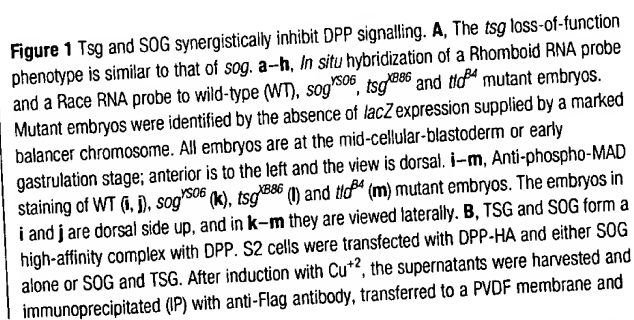 Figure 1 Tsg and SOG synergistically inhibit DPP signalling. A, The tsg loss-of-function
phenotype is similar to that of sog. a–h, In situ hybridization of a Rhomboid RNA probe
and a Race RNA probe to wild-type (WT), sog^YSO6, tsg^XB86 and tld^B4 mutant embryos.
Mutant embryos were identified by the absence of lacZ expression supplied by a marked
balancer chromosome. All embryos are at the mid-cellular-blastoderm or early
gastrulation stage; anterior is to the left and the view is dorsal. i–m, Anti-phospho-MAD
staining of WT (i, j), sog^YSO6 (k), tsg^XB86 (l) and tld^B4 (m) mutant embryos. The embryos in
i and j are dorsal side up, and in k–m they are viewed laterally. B, TSG and SOG form a
high-affinity complex with DPP. S2 cells were transfected with DPP-HA and either SOG
alone or SOG and TSG. After induction with Cu^+2, the supernatants were harvested and
immunoprecipitated (IP) with anti-Flag antibody, transferred to a PVDF membrane and